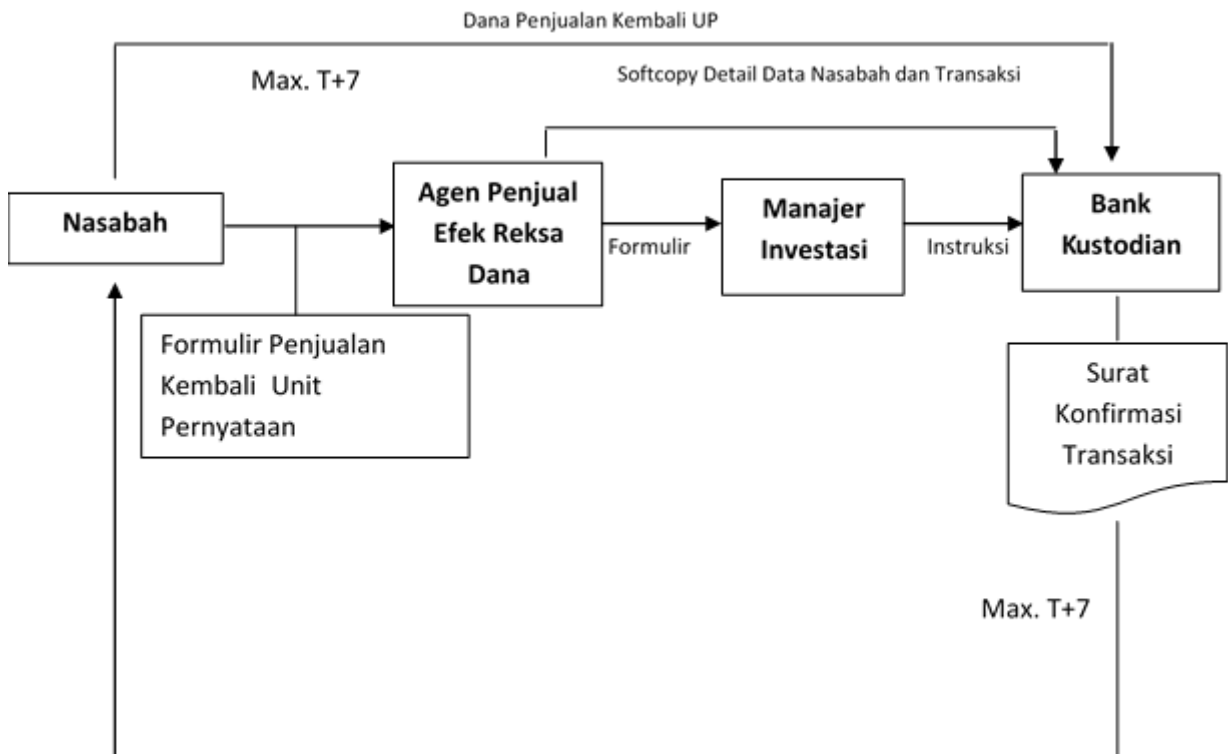 Dana Penjualan Kembali UP
Max. T+7
Softcopy Detail Data Nasabah dan Transaksi
Nasabah
Agen Penjual
Efek Reksa
Dana
Formulir
Manajer
Investasi
Instruksi
Bank
Kustodian
Formulir Penjualan
Kembali Unit
Pernyataan
Surat
Konfirmasi
Transaksi
Max. T+7